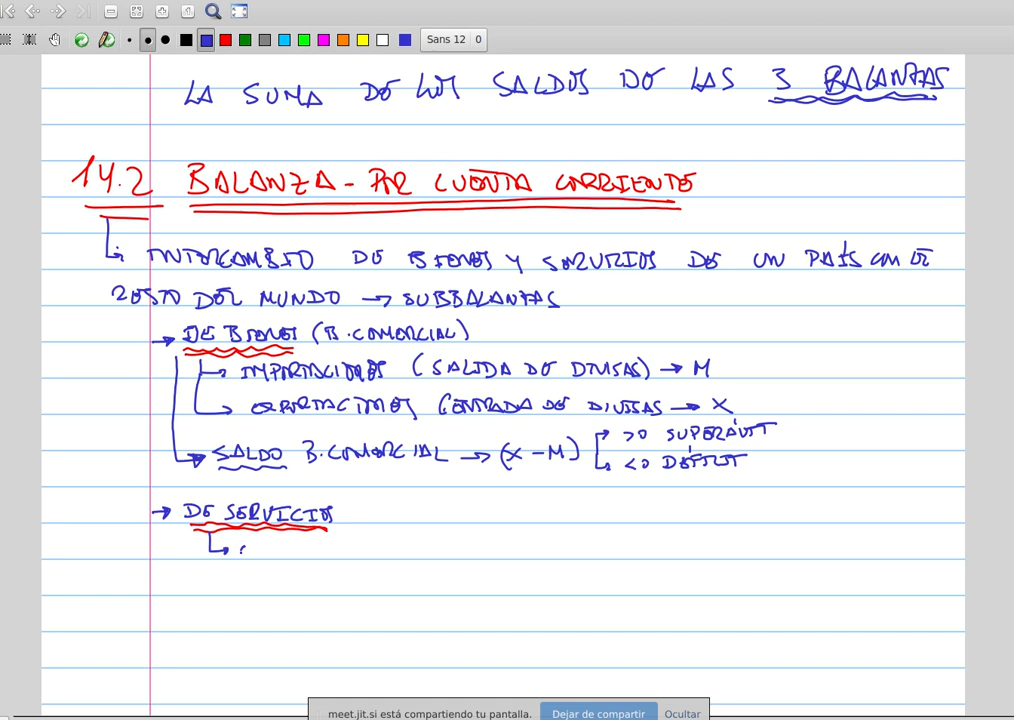 Sans 12 0
LA SUMA DE LOS SALDOS DE LAS 3 BALANZAS
14.2 BALANZA - POR CUENTA CORRIENTE
INTERCAMBIO DE BIENES Y SERVICIOS DE UN PAÍS CON EL
RESTO DEL MUNDO → SUBBALANZAS
→ DE BIENES (B. COMERCIAL)
→ IMPORTACIONES (SALIDA DE DIVISAS) → M
→ EXPORTACIONES (ENTRADA DE DIVISAS → X
→ SALDO B. COMERCIAL → (X - M) → >0 SUPERÁVIT
→ <0 DÉFICIT
→ DE SERVICIOS
meet.jit.si está compartiendo tu pantalla. Dejar de compartir Ocultar